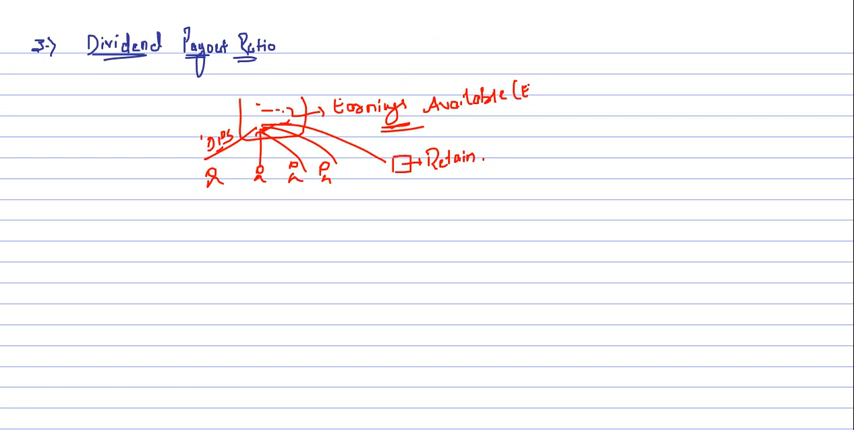 3→) Dividend Payout Ratio
→ Earnings Available (E
'DPS
→ Retain.